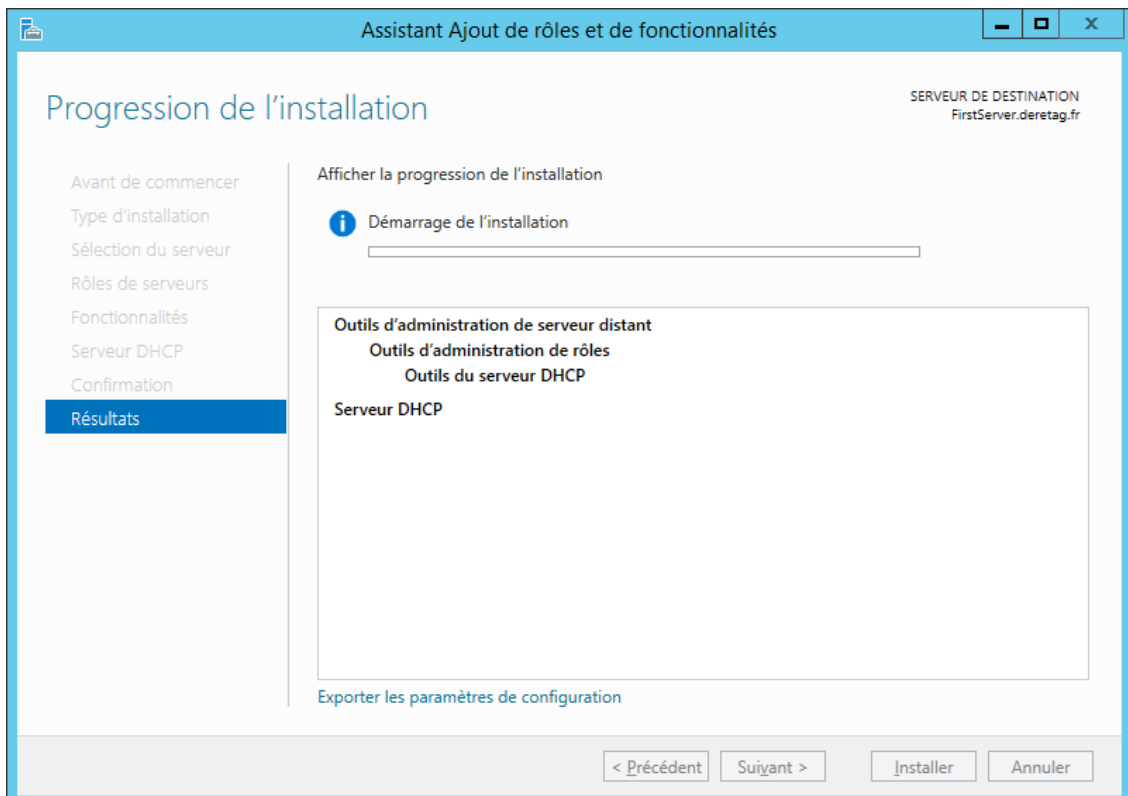 Assistant Ajout de rôles et de fonctionnalités
Progression de l'installation
SERVEUR DE DESTINATION
FirstServer.deretag.fr
Avant de commencer
Type d'installation
Sélection du serveur
Rôles de serveurs
Fonctionnalités
Serveur DHCP
Confirmation
Résultats
Afficher la progression de l'installation
Démarrage de l'installation
Outils d'administration de serveur distant
Outils d'administration de rôles
Outils du serveur DHCP
Serveur DHCP
Exporter les paramètres de configuration
< Précédent
Suivant >
Installer
Annuler